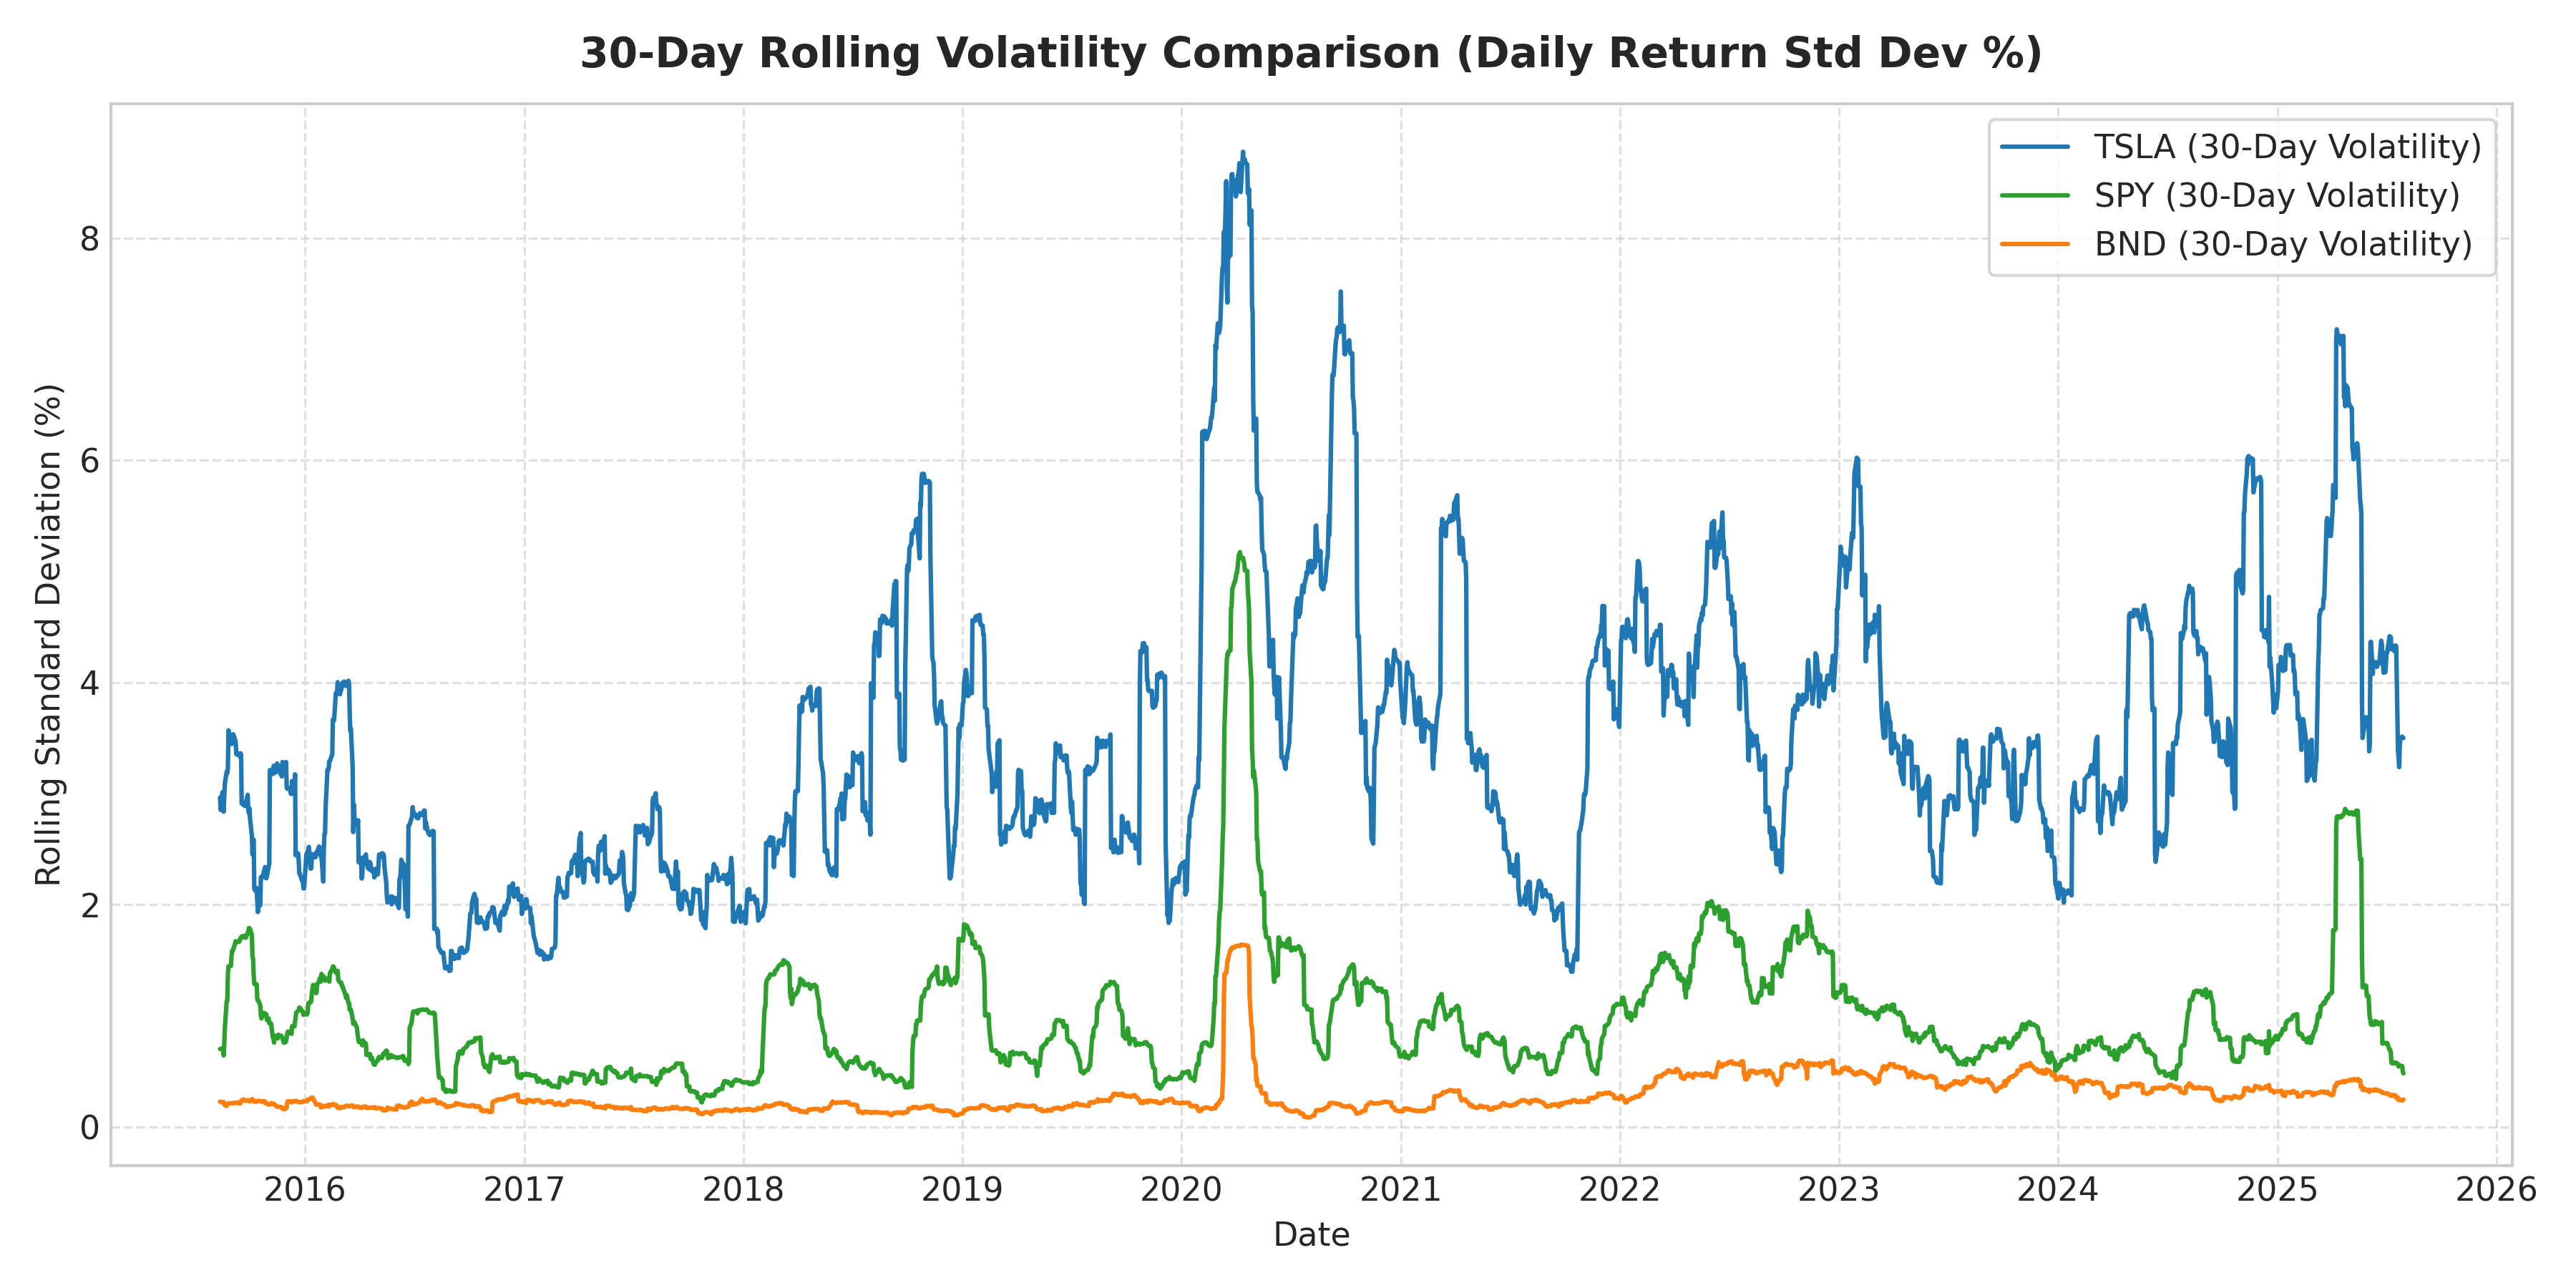 30-Day Rolling Volatility Comparison (Daily Return Std Dev %)
TSLA (30-Day Volatility)
SPY (30-Day Volatility)
BND (30-Day Volatility)
Rolling Standard Deviation (%)
8
6
4
2
0
2016 2017 2018 2019 2020 2021 2022 2023 2024 2025 2026
Date